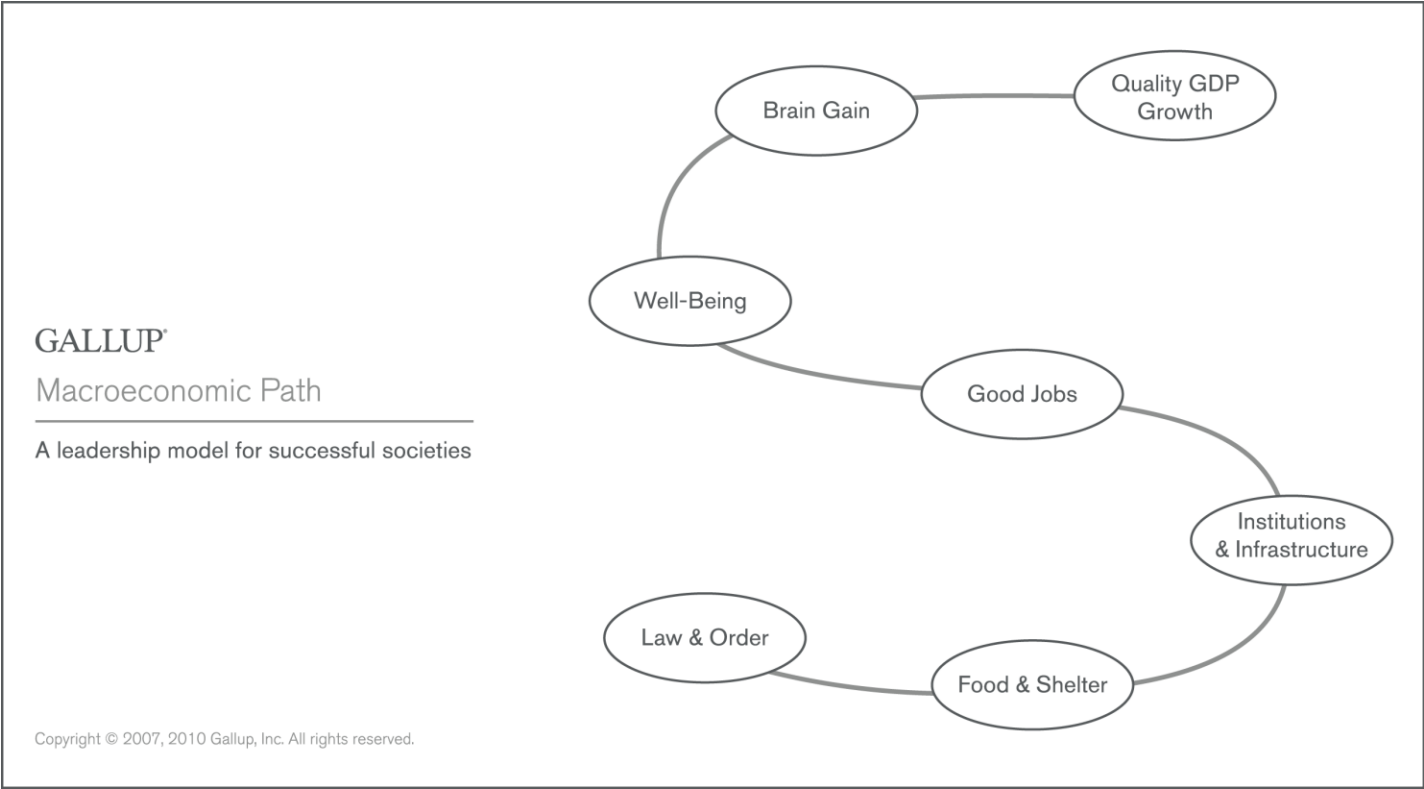 GALLUP®
Macroeconomic Path
A leadership model for successful societies
Copyright © 2007, 2010 Gallup, Inc. All rights reserved.
Quality GDP
Growth
Brain Gain
Well-Being
Good Jobs
Institutions
& Infrastructure
Law & Order
Food & Shelter